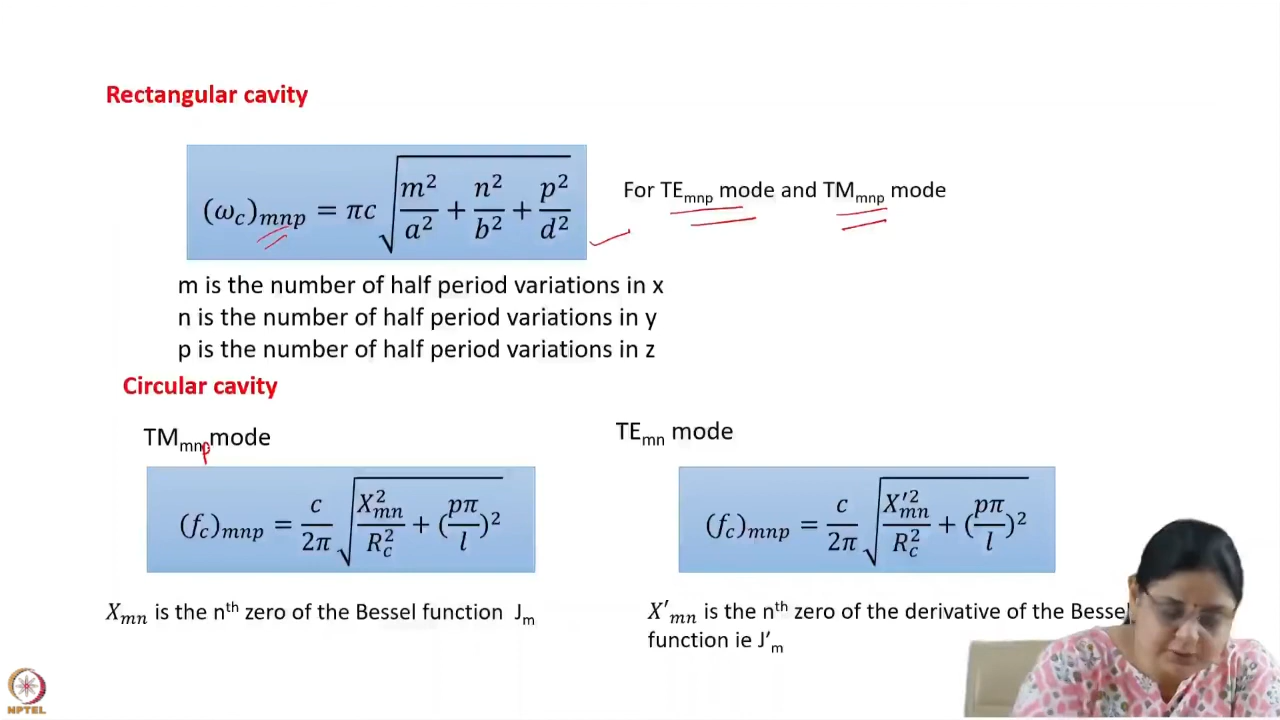 Rectangular cavity
(ω_c)_mnp = πc √(m²/a² + n²/b² + p²/d²)
For TE_mnp mode and TM_mnp mode
m is the number of half period variations in x
n is the number of half period variations in y
p is the number of half period variations in z
Circular cavity
TM_mnp mode
TE_mn mode
(f_c)_mnp = c/2π √(X²_mn/R_c² + (pπ/l)²)
(f_c)_mnp = c/2π √(X′²_mn/R_c² + (pπ/l)²)
X_mn is the nth zero of the Bessel function J_m
X′_mn is the nth zero of the derivative of the Bessel
function ie J′_m
NPTEL